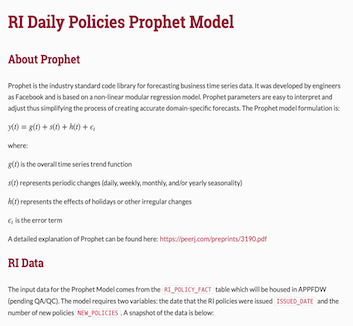 RI Daily Policies Prophet Model
About Prophet
Prophet is the industry standard code library for forecasting business time series data. It was developed by engineers
as Facebook and is based on a non-linear modular regression model. Prophet parameters are easy to interpret and
adjust thus simplifying the process of creating accurate domain-specific forecasts. The Prophet model formulation is:
y(t) = g(t) + s(t) + h(t) + ϵᵢ
where:
g(t) is the overall time series trend function
s(t) represents periodic changes (daily, weekly, monthly, and/or yearly seasonality)
h(t) represents the effects of holidays or other irregular changes
ϵᵢ is the error term
A detailed explanation of Prophet can be found here: https://peerj.com/preprints/3190.pdf
RI Data
The input data for the Prophet Model comes from the RI_POLICY_FACT table which will be housed in APPFDW
(pending QA/QC). The model requires two variables: the date that the RI policies were issued ISSUED_DATE and the
number of new policies NEW_POLICIES . A snapshot of the data is below: